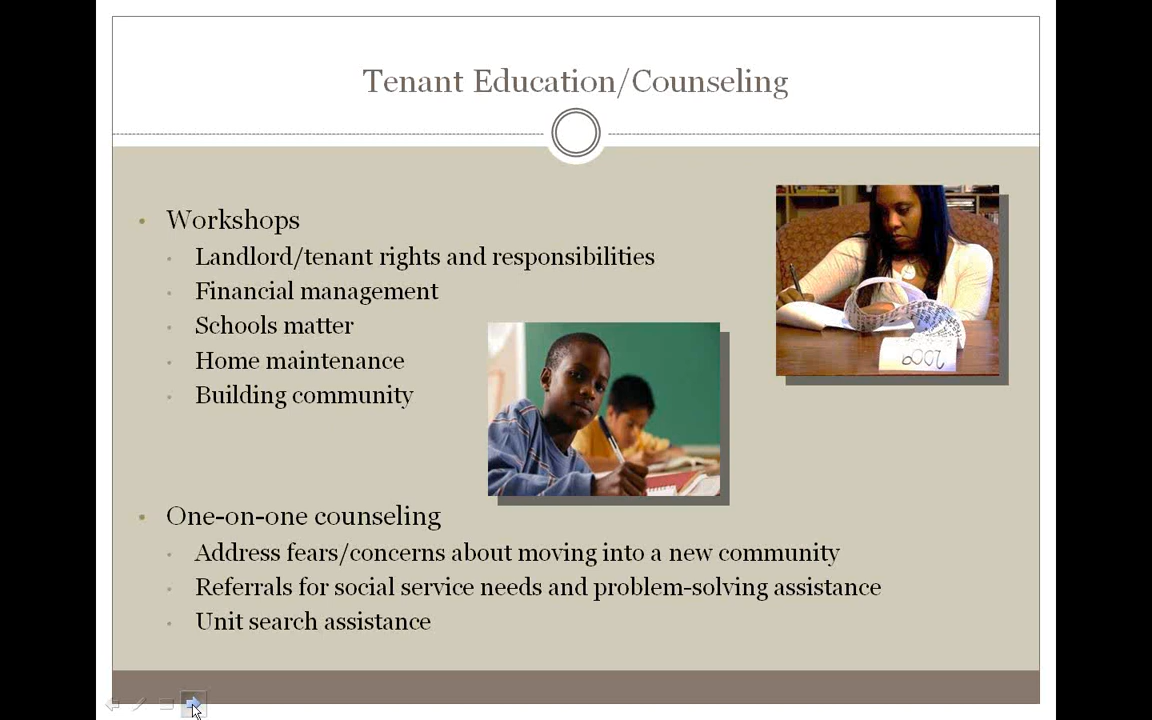 Tenant Education/Counseling
Workshops
Landlord/tenant rights and responsibilities
Financial management
Schools matter
Home maintenance
Building community
2009
One-on-one counseling
Address fears/concerns about moving into a new community
Referrals for social service needs and problem-solving assistance
Unit search assistance